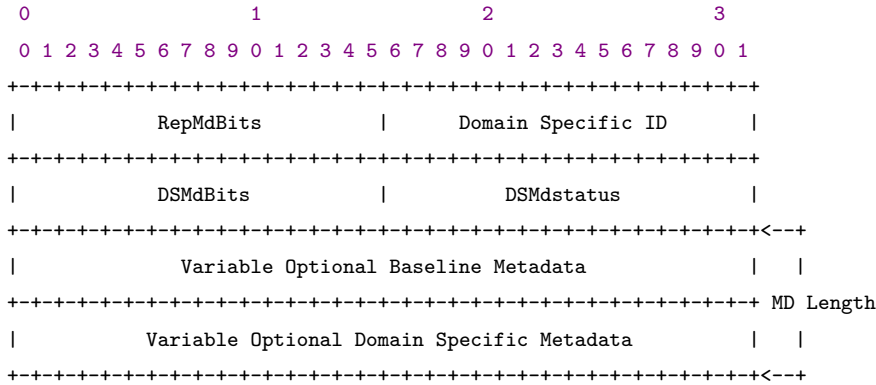 0                   1                   2                   3
 0 1 2 3 4 5 6 7 8 9 0 1 2 3 4 5 6 7 8 9 0 1 2 3 4 5 6 7 8 9 0 1
+-+-+-+-+-+-+-+-+-+-+-+-+-+-+-+-+-+-+-+-+-+-+-+-+-+-+-+-+-+-+-+-+
|            RepMdBits          |      Domain Specific ID       |
+-+-+-+-+-+-+-+-+-+-+-+-+-+-+-+-+-+-+-+-+-+-+-+-+-+-+-+-+-+-+-+-+
|            DSMdBits           |          DSMdstatus           |
+-+-+-+-+-+-+-+-+-+-+-+-+-+-+-+-+-+-+-+-+-+-+-+-+-+-+-+-+-+-+-+-+<--+
|              Variable Optional Baseline Metadata              |   |
+-+-+-+-+-+-+-+-+-+-+-+-+-+-+-+-+-+-+-+-+-+-+-+-+-+-+-+-+-+-+-+-+ MD Length
|           Variable Optional Domain Specific Metadata          |   |
+-+-+-+-+-+-+-+-+-+-+-+-+-+-+-+-+-+-+-+-+-+-+-+-+-+-+-+-+-+-+-+-+<--+